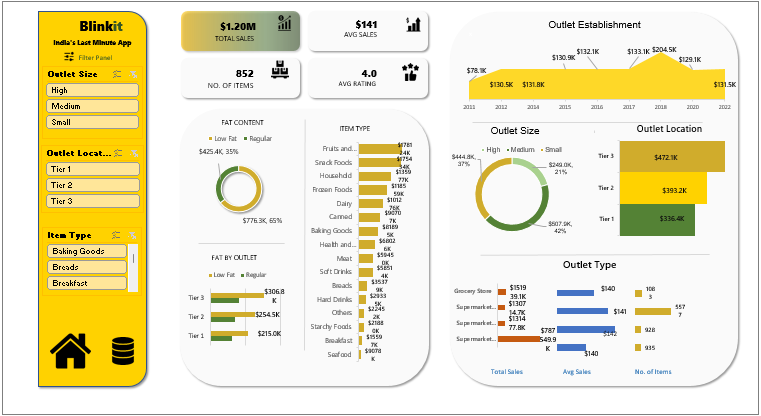 Blinkit
India's Last Minute App
Filter Panel
Outlet Size
High
Medium
Small
Outlet Locat...
Tier 1
Tier 2
Tier 3
Item Type
Baking Goods
Breads
Breakfast
$1.20M
TOTAL SALES
$141
AVG SALES
852
NO. OF ITEMS
4.0
AVG RATING
FAT CONTENT
Low Fat
Regular
$425.4K, 35%
$776.3K, 65%
FAT BY OUTLET
Low Fat
Regular
Tier 3
$306.8
K
Tier 2
$254.5K
Tier 1
$215.0K
ITEM TYPE
Fruits and...
$1781
24K
Snack Foods
$1754
34K
Household
$1359
77K
Frozen Foods
$1185
59K
Dairy
$1012
76K
Canned
$9070
7K
Baking Goods
$8189
5K
Health and...
$6802
6K
Meat
$5945
0K
Soft Drinks
$5851
4K
Breads
$3537
9K
Hard Drinks
$2933
5K
Others
$2245
2K
Starchy Foods
$2188
0K
Breakfast
$1559
7K
Seafood
$9078
K
Outlet Establishment
$78.1K
$130.5K
$131.8K
$130.9K
$132.1K
$133.1K
$204.5K
$129.1K
$131.5K
2011
2012
2014
2015
2016
2017
2018
2020
2022
Outlet Size
High
Medium
Small
$444.8K,
37%
$249.0K,
21%
$507.9K,
42%
Outlet Location
Tier 3
$472.1K
Tier 2
$393.2K
Tier 1
$336.4K
Outlet Type
Grocery Store
$1519
39.1K
$140
108
3
Supermarket...
$1307
14.7K
$141
557
7
Supermarket...
$1314
77.8K
$142
928
Supermarket...
$787
549.9
K
$140
935
Total Sales
Avg Sales
No. of Items